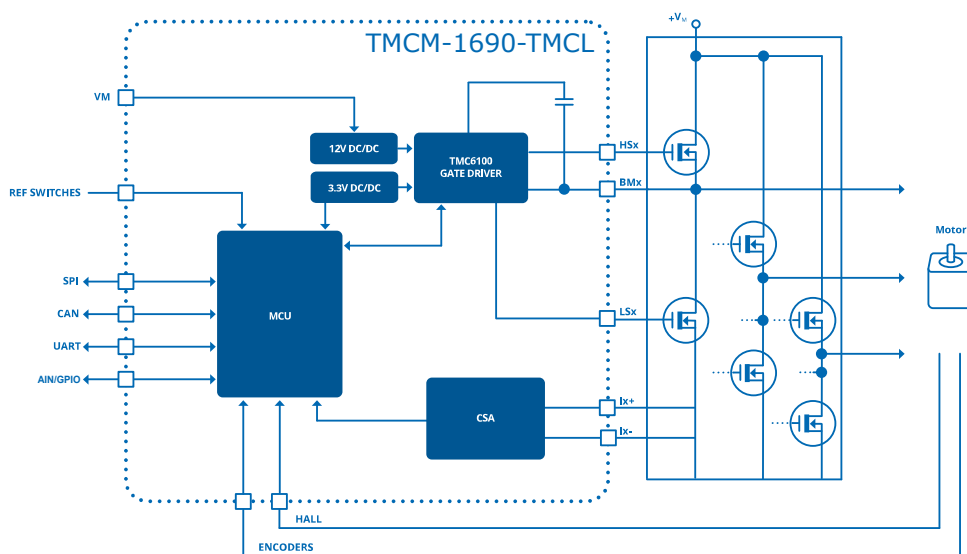 +VM
TMCM-1690-TMCL
VM
12V DC/DC
TMC6100
GATE DRIVER
HSx
3.3V DC/DC
BMx
REF SWITCHES
Motor
SPI
MCU
CAN
LSx
UART
AIN/GPIO
CSA
Ix+
Ix-
HALL
ENCODERS